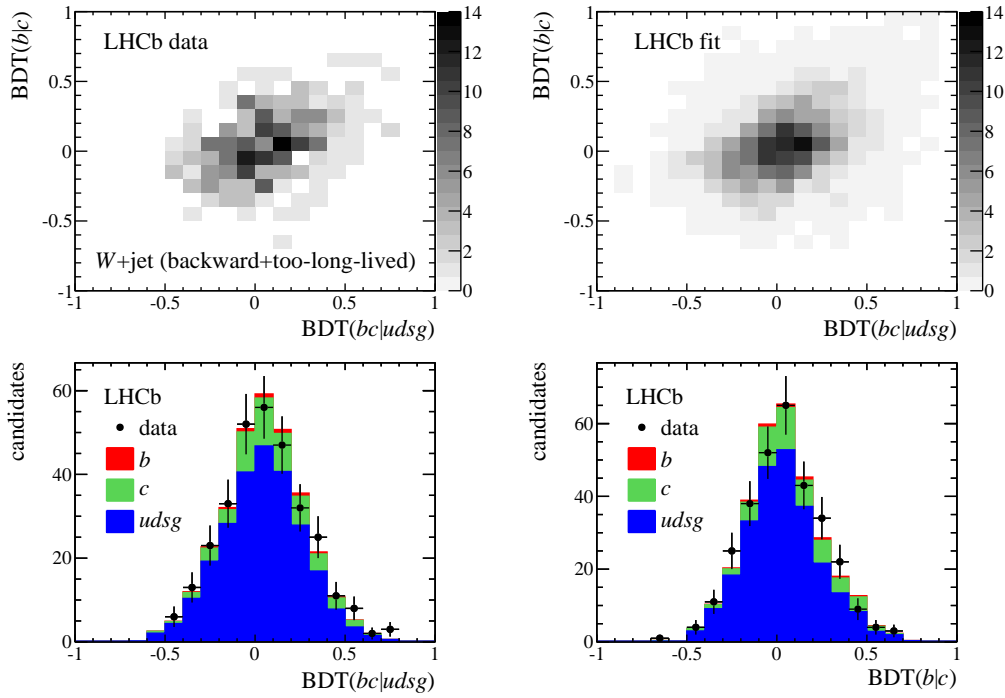 BDT(b|c)
1
0.5
0
-0.5
-1
-1 -0.5 0 0.5 1
BDT(bc|udsg)
LHCb data
W+jet (backward+too-long-lived)
14
12
10
8
6
4
2
0
BDT(b|c)
1
0.5
0
-0.5
-1
-1 -0.5 0 0.5 1
BDT(bc|udsg)
LHCb fit
14
12
10
8
6
4
2
0
candidates
60
40
20
0
-1 -0.5 0 0.5 1
BDT(bc|udsg)
LHCb
data
b
c
udsg
candidates
60
40
20
0
-1 -0.5 0 0.5 1
BDT(b|c)
LHCb
data
b
c
udsg